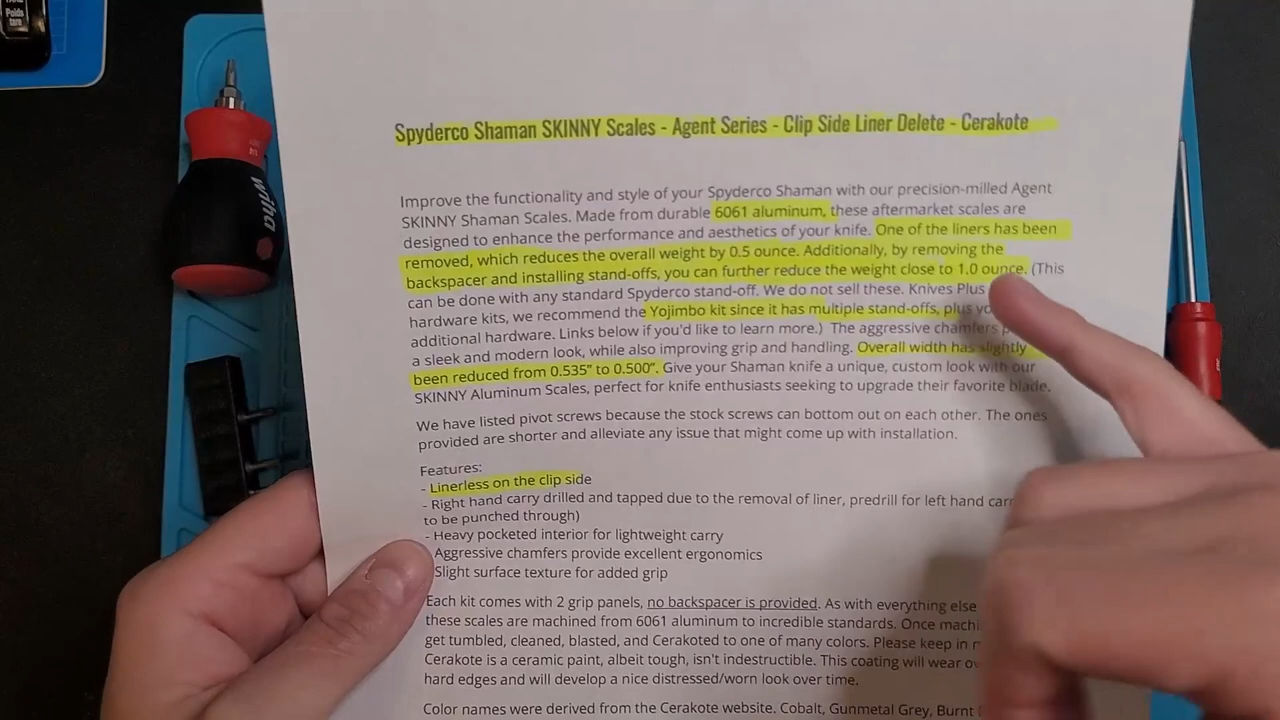 Poids
tare
Wiha
Spyderco Shaman SKINNY Scales - Agent Series - Clip Side Liner Delete - Cerakote
Improve the functionality and style of your Spyderco Shaman with our precision-milled Agent
SKINNY Shaman Scales. Made from durable 6061 aluminum, these aftermarket scales are
designed to enhance the performance and aesthetics of your knife. One of the liners has been
removed, which reduces the overall weight by 0.5 ounce. Additionally, by removing the
backspacer and installing stand-offs, you can further reduce the weight close to 1.0 ounce. (This
can be done with any standard Spyderco stand-off. We do not sell these. Knives Plus
hardware kits, we recommend the Yojimbo kit since it has multiple stand-offs, plus
additional hardware. Links below if you'd like to learn more.) The aggressive chamfers
a sleek and modern look, while also improving grip and handling. Overall width has slightly
been reduced from 0.535" to 0.500". Give your Shaman knife a unique, custom look with our
SKINNY Aluminum Scales, perfect for knife enthusiasts seeking to upgrade their favorite blade.
We have listed pivot screws because the stock screws can bottom out on each other. The ones
provided are shorter and alleviate any issue that might come up with installation.
Features:
- Linerless on the clip side
- Right hand carry drilled and tapped due to the removal of liner, predrill for left hand
to be punched through)
- Heavy pocketed interior for lightweight carry
Aggressive chamfers provide excellent ergonomics
Slight surface texture for added grip
Each kit comes with 2 grip panels, no backspacer is provided. As with everything else
these scales are machined from 6061 aluminum to incredible standards. Once
get tumbled, cleaned, blasted, and Cerakoted to one of many colors. Please keep in
Cerakote is a ceramic paint, albeit tough, isn't indestructible. This coating will wear
hard edges and will develop a nice distressed/worn look over time.
Color names were derived from the Cerakote website. Cobalt, Gunmetal Grey, Burnt